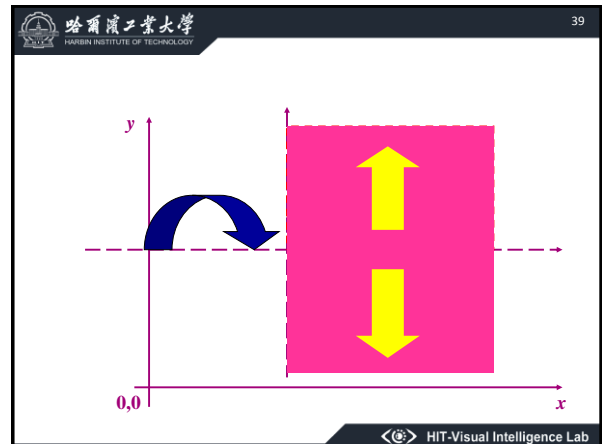 哈爾濱工業大學
HARBIN INSTITUTE OF TECHNOLOGY
39
y
0,0
x
HIT-Visual Intelligence Lab